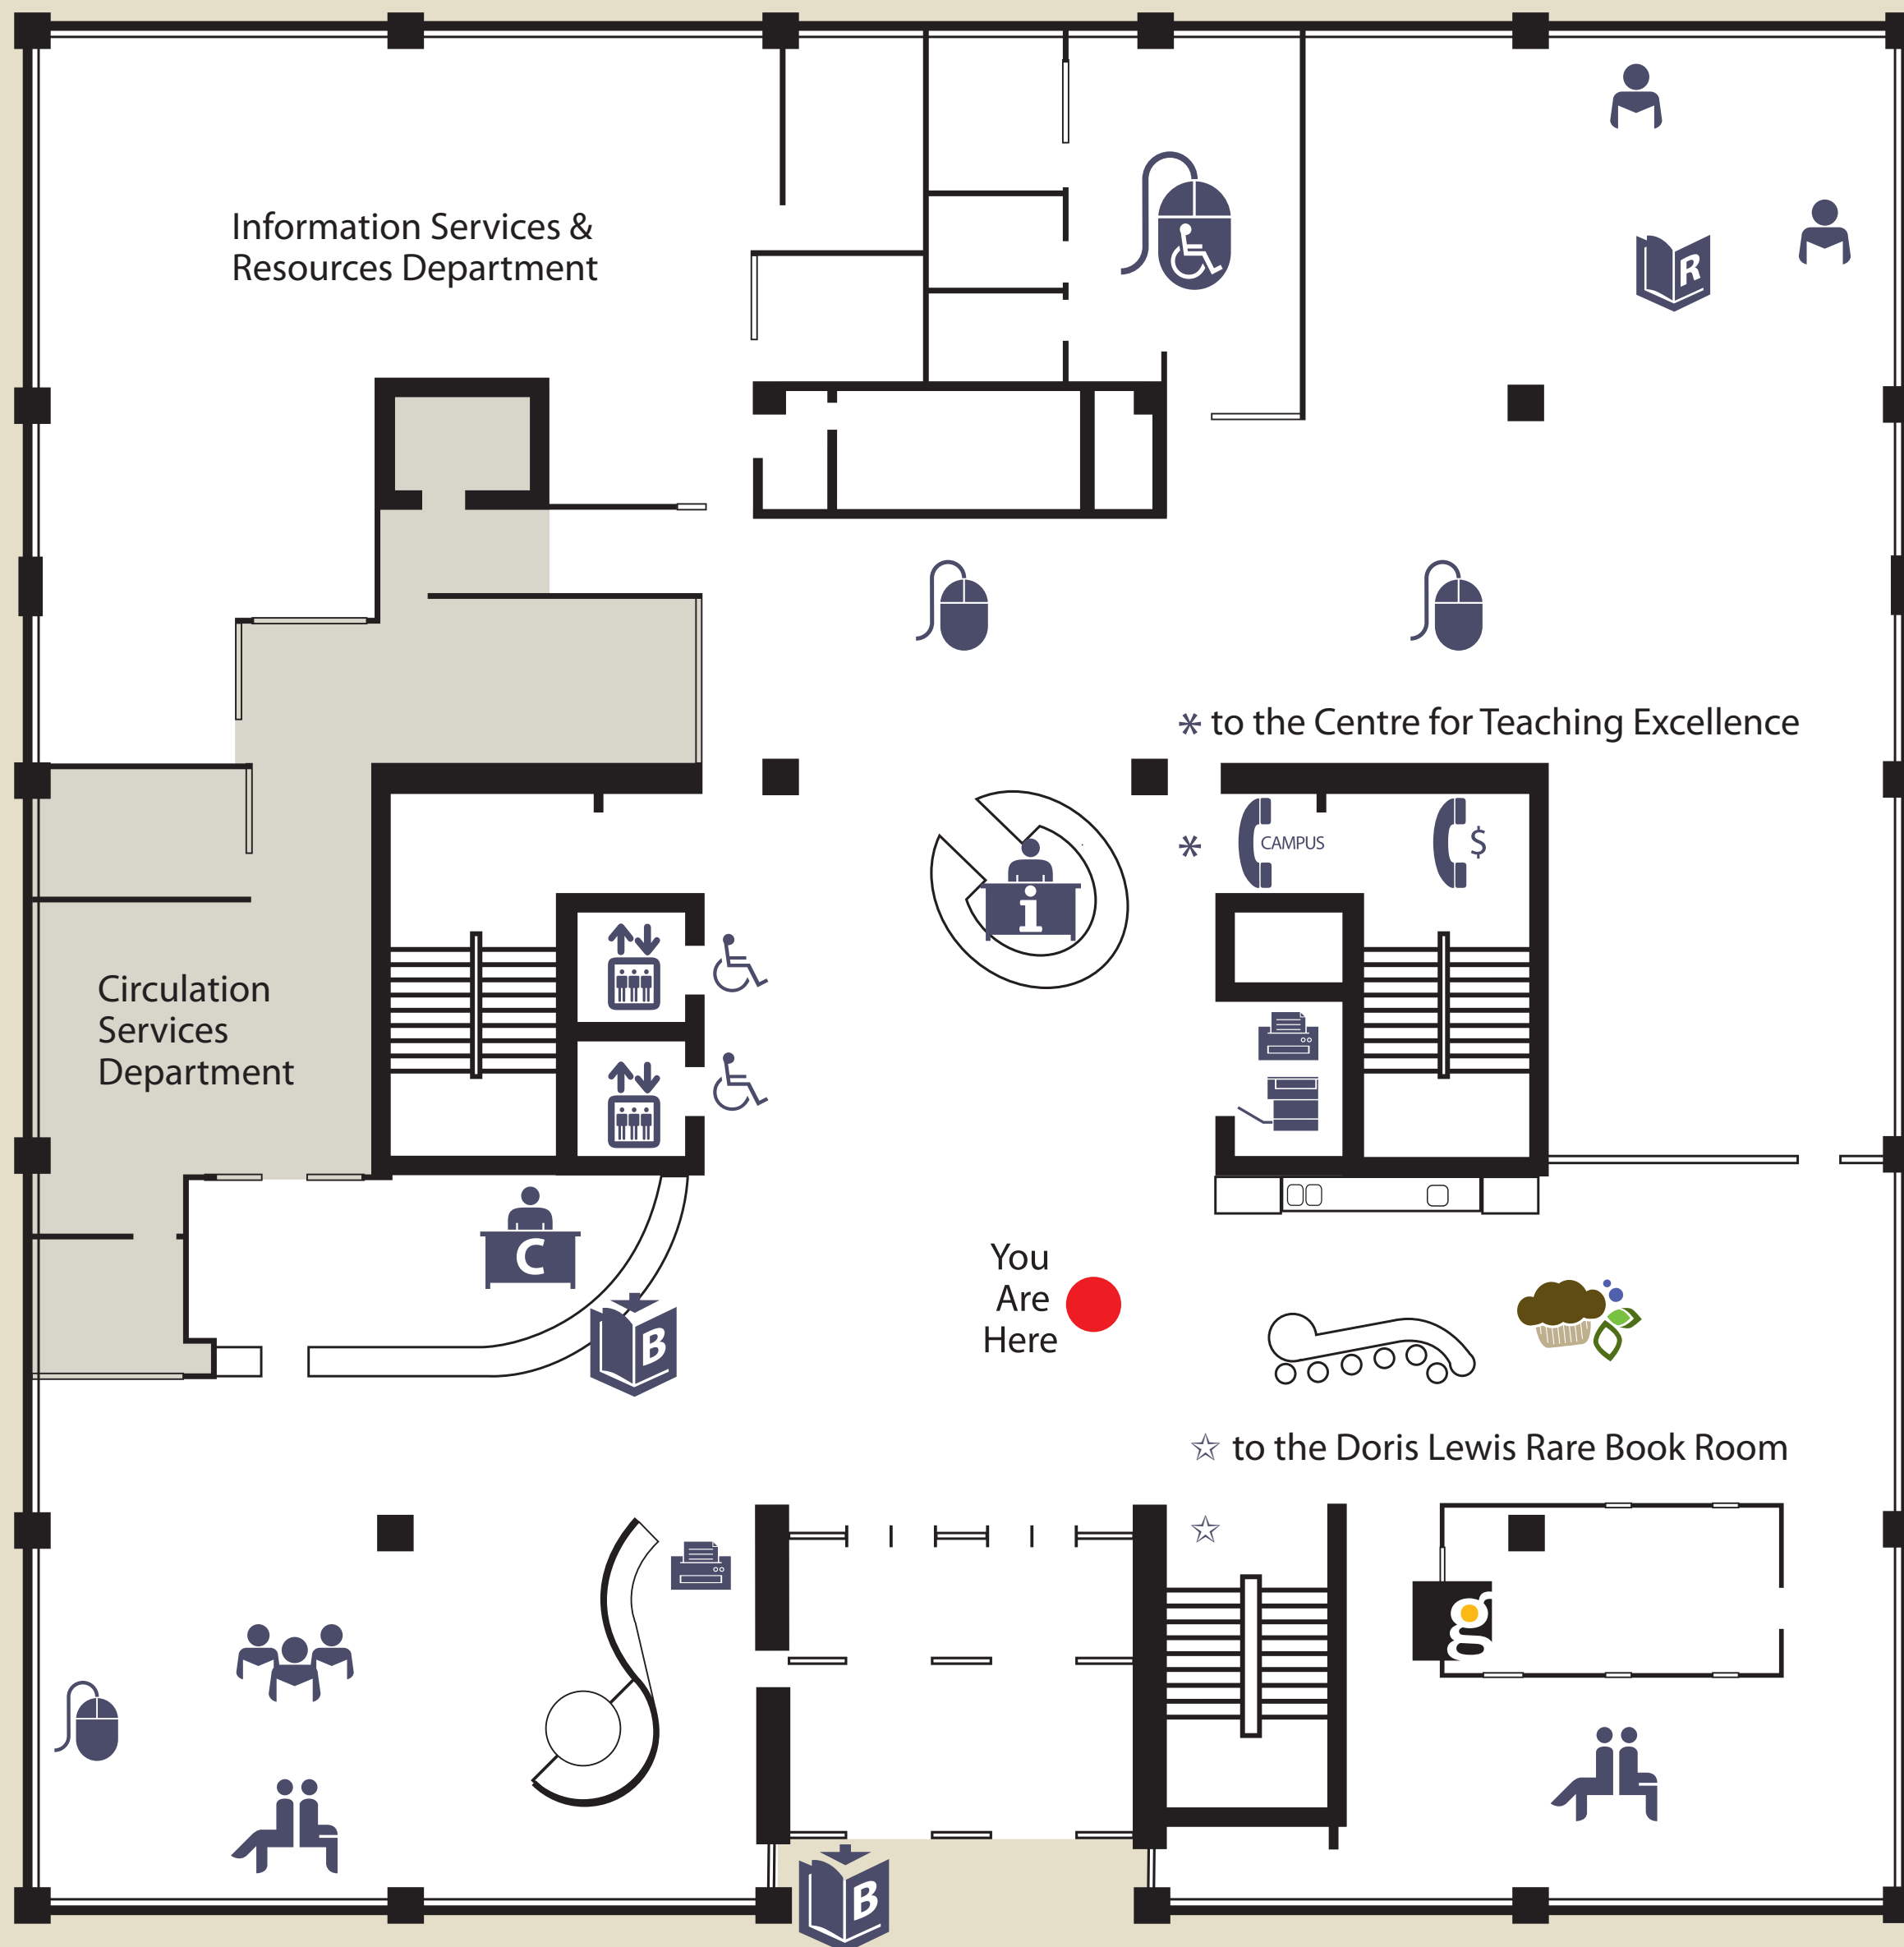 Information Services &
Resources Department
R
* to the Centre for Teaching Excellence
* CAMPUS $
i
Circulation
Services
Department
C
B
You
Are
Here
☆ to the Doris Lewis Rare Book Room
☆
g
B